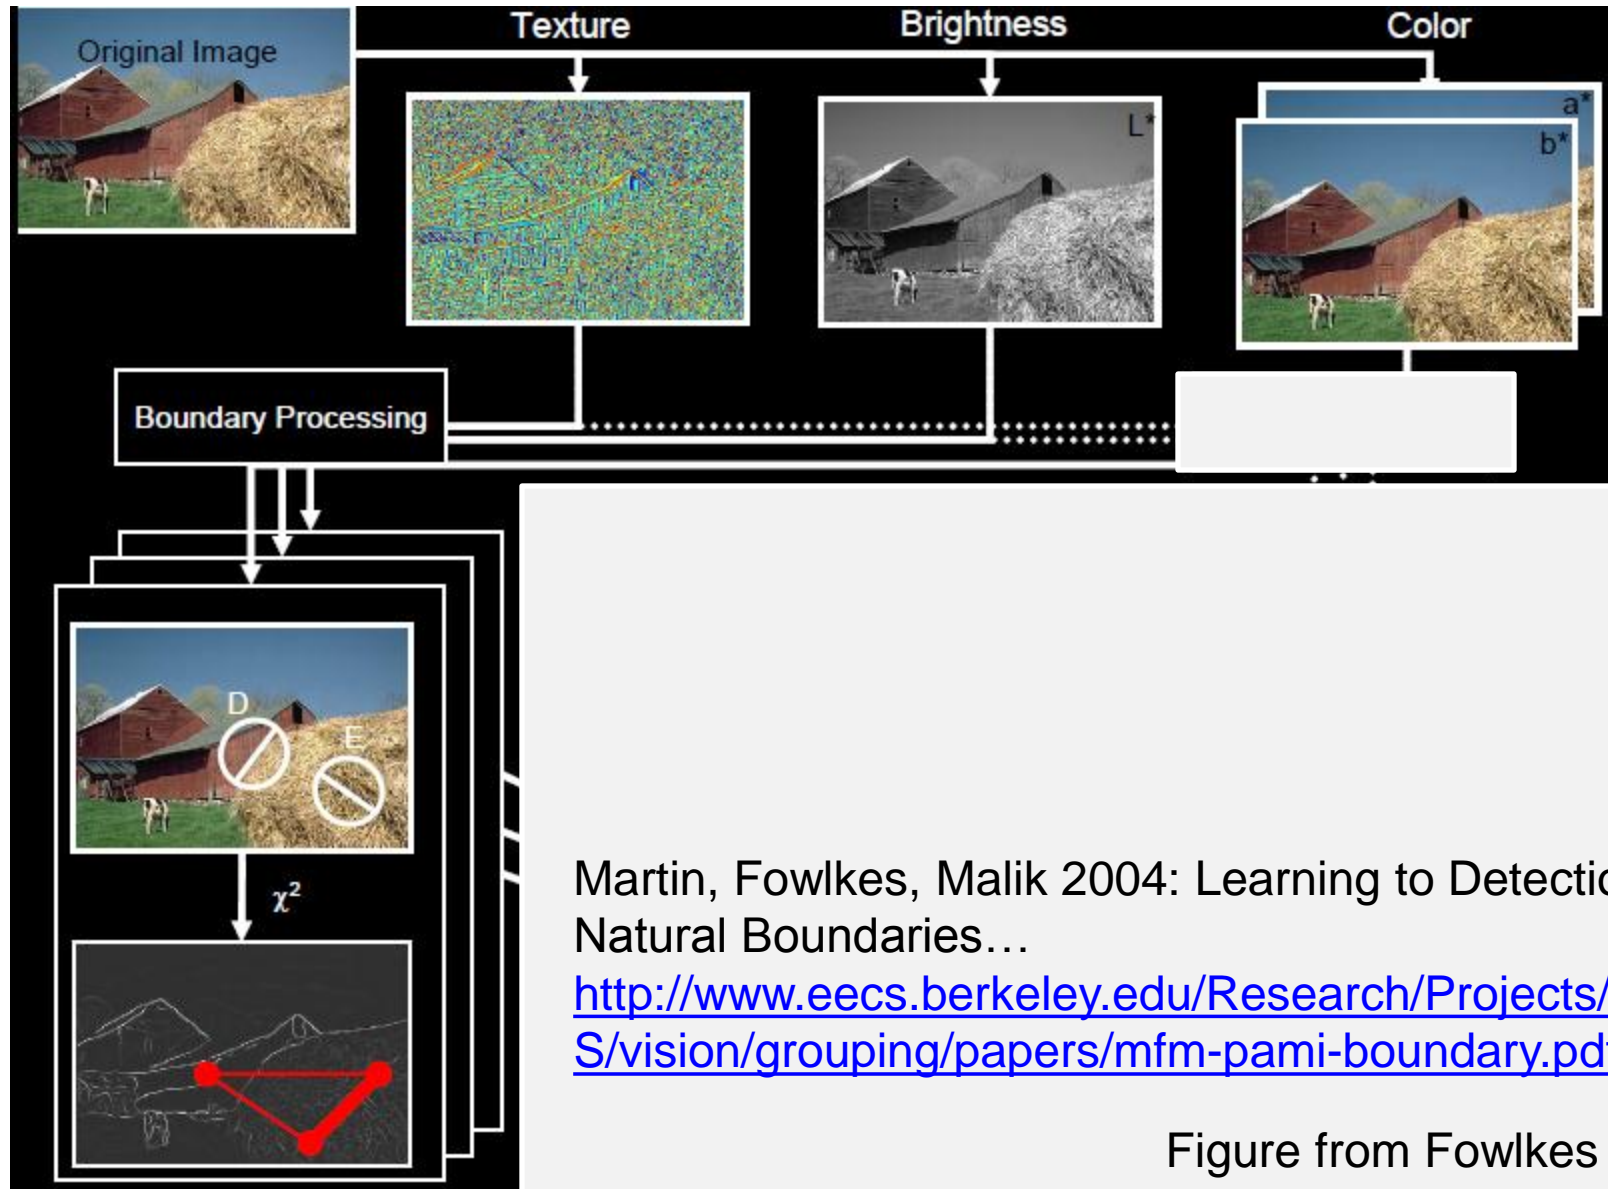 Original Image
Texture
Brightness
Color
L*
a*
b*
Boundary Processing
D
E
χ²
Martin, Fowlkes, Malik 2004: Learning to Detectio
Natural Boundaries…
http://www.eecs.berkeley.edu/Research/Projects/
S/vision/grouping/papers/mfm-pami-boundary.pdf
Figure from Fowlkes